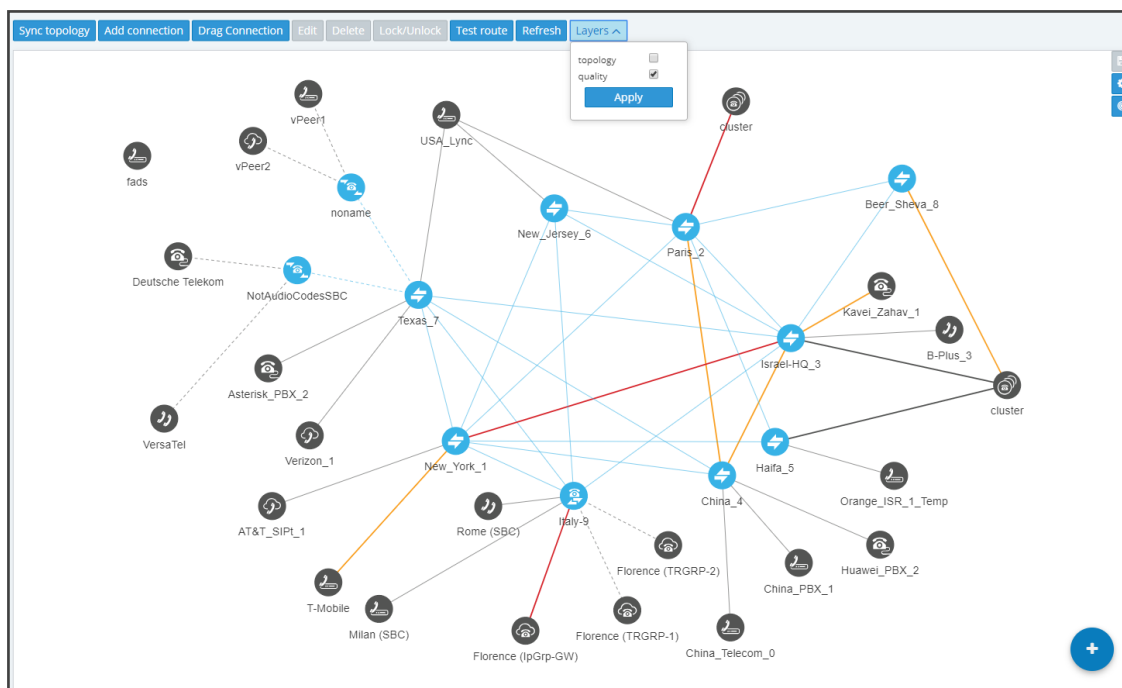 Sync topology Add connection Drag Connection Edit Delete Lock/Unlock Test route Refresh Layers
topology
quality
Apply
vPeer1
USA_Lync
cluster
vPeer2
fads
noname
Beer_Sheva_8
New_Jersey_6
Paris_2
Deutsche Telekom
NotAudioCodesSBC
Texas_7
Kavei_Zahav_1
Israel-HQ_3
B-Plus_3
Asterisk_PBX_2
cluster
VersaTel
Verizon_1
New_York_1
Haifa_5
China_4
Orange_ISR_1_Temp
AT&T_SIPt_1
Rome (SBC)
Italy-9
Florence (TRGRP-2)
Huawei_PBX_2
China_PBX_1
T-Mobile
Milan (SBC)
Florence (TRGRP-1)
Florence (IpGrp-GW)
China_Telecom_0